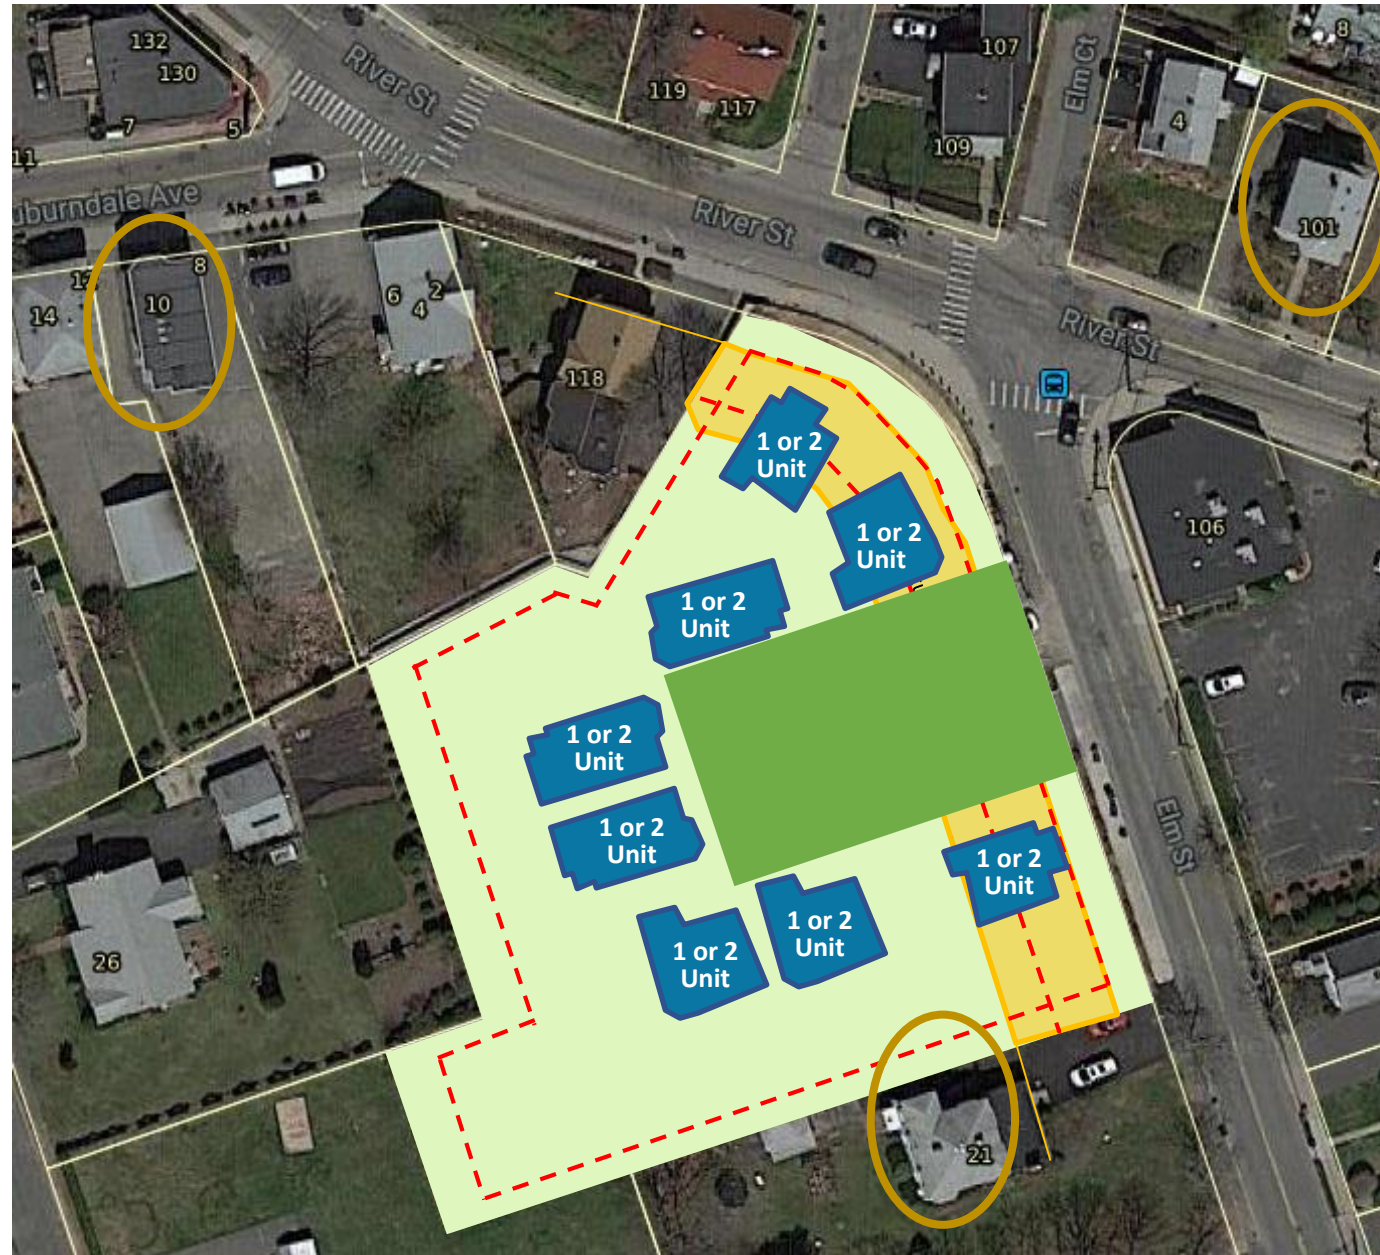 132
130
River St
119
117
107
109
Elm Ct
4
8
7
5
11
uburndale Ave
River St
101
8
12
10
14
6
2
4
River St
118
1 or 2
Unit
106
1 or 2
Unit
1 or 2
Unit
1 or 2
Unit
1 or 2
Unit
Elm St
1 or 2
Unit
1 or 2
Unit
1 or 2
Unit
26
21